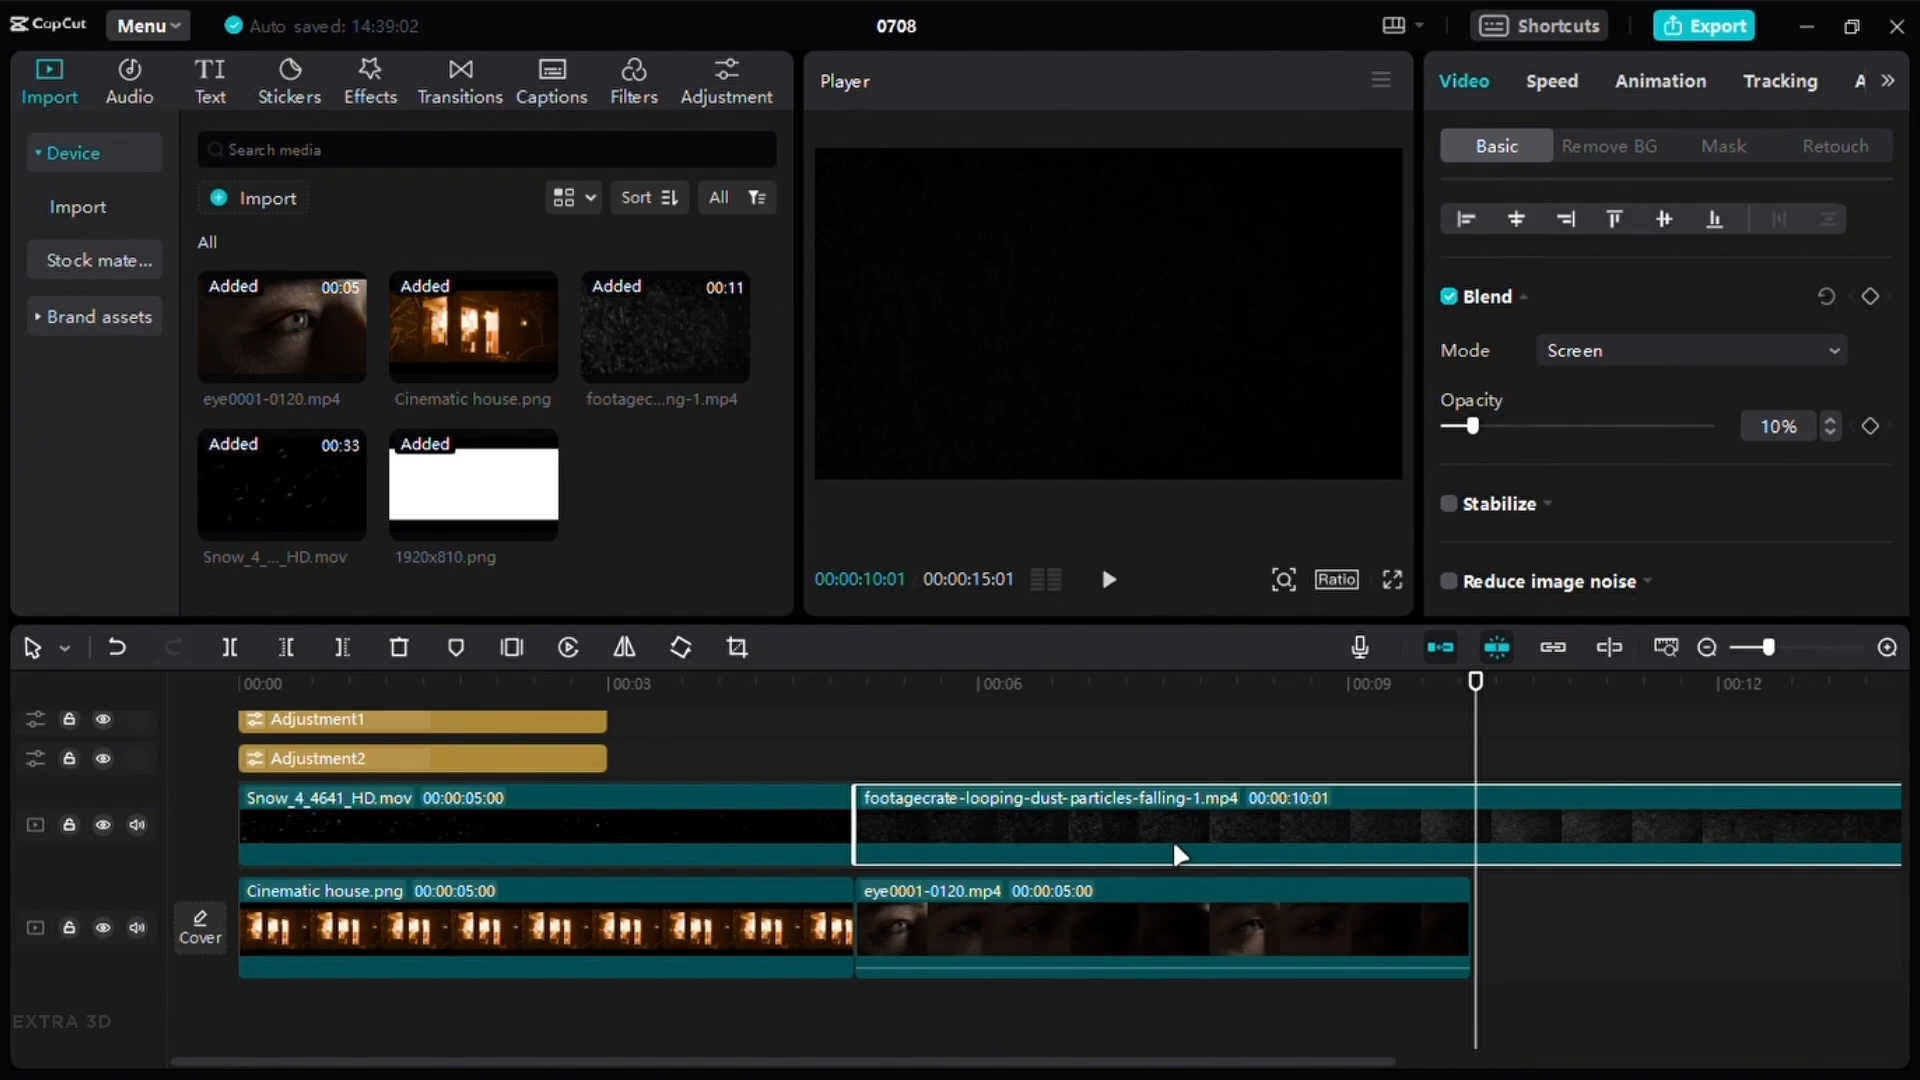 CapCut
Menu
Auto saved: 14:39:02
0708
Shortcuts
Export
Import
Audio
TI
Text
Stickers
Effects
Transitions
Captions
Filters
Adjustment
Device
Import
Stock mate...
Brand assets
Search media
Import
Sort
All
All
Added
00:05
eye0001-0120.mp4
Added
Cinematic house.png
Added
00:11
footagec...ng-1.mp4
Added
00:33
Snow_4_..._HD.mov
Added
1920x810.png
Player
00:00:10:01
00:00:15:01
Ratio
Video
Speed
Animation
Tracking
A
Basic
Remove BG
Mask
Retouch
Blend
Mode
Screen
Opacity
10%
Stabilize
Reduce image noise
00:00
00:03
00:06
00:09
00:12
Adjustment1
Adjustment2
Snow_4_4641_HD.mov 00:00:05:00
footagecrate-looping-dust-particles-falling-1.mp4 00:00:10:01
Cover
Cinematic house.png 00:00:05:00
eye0001-0120.mp4 00:00:05:00
EXTRA 3D